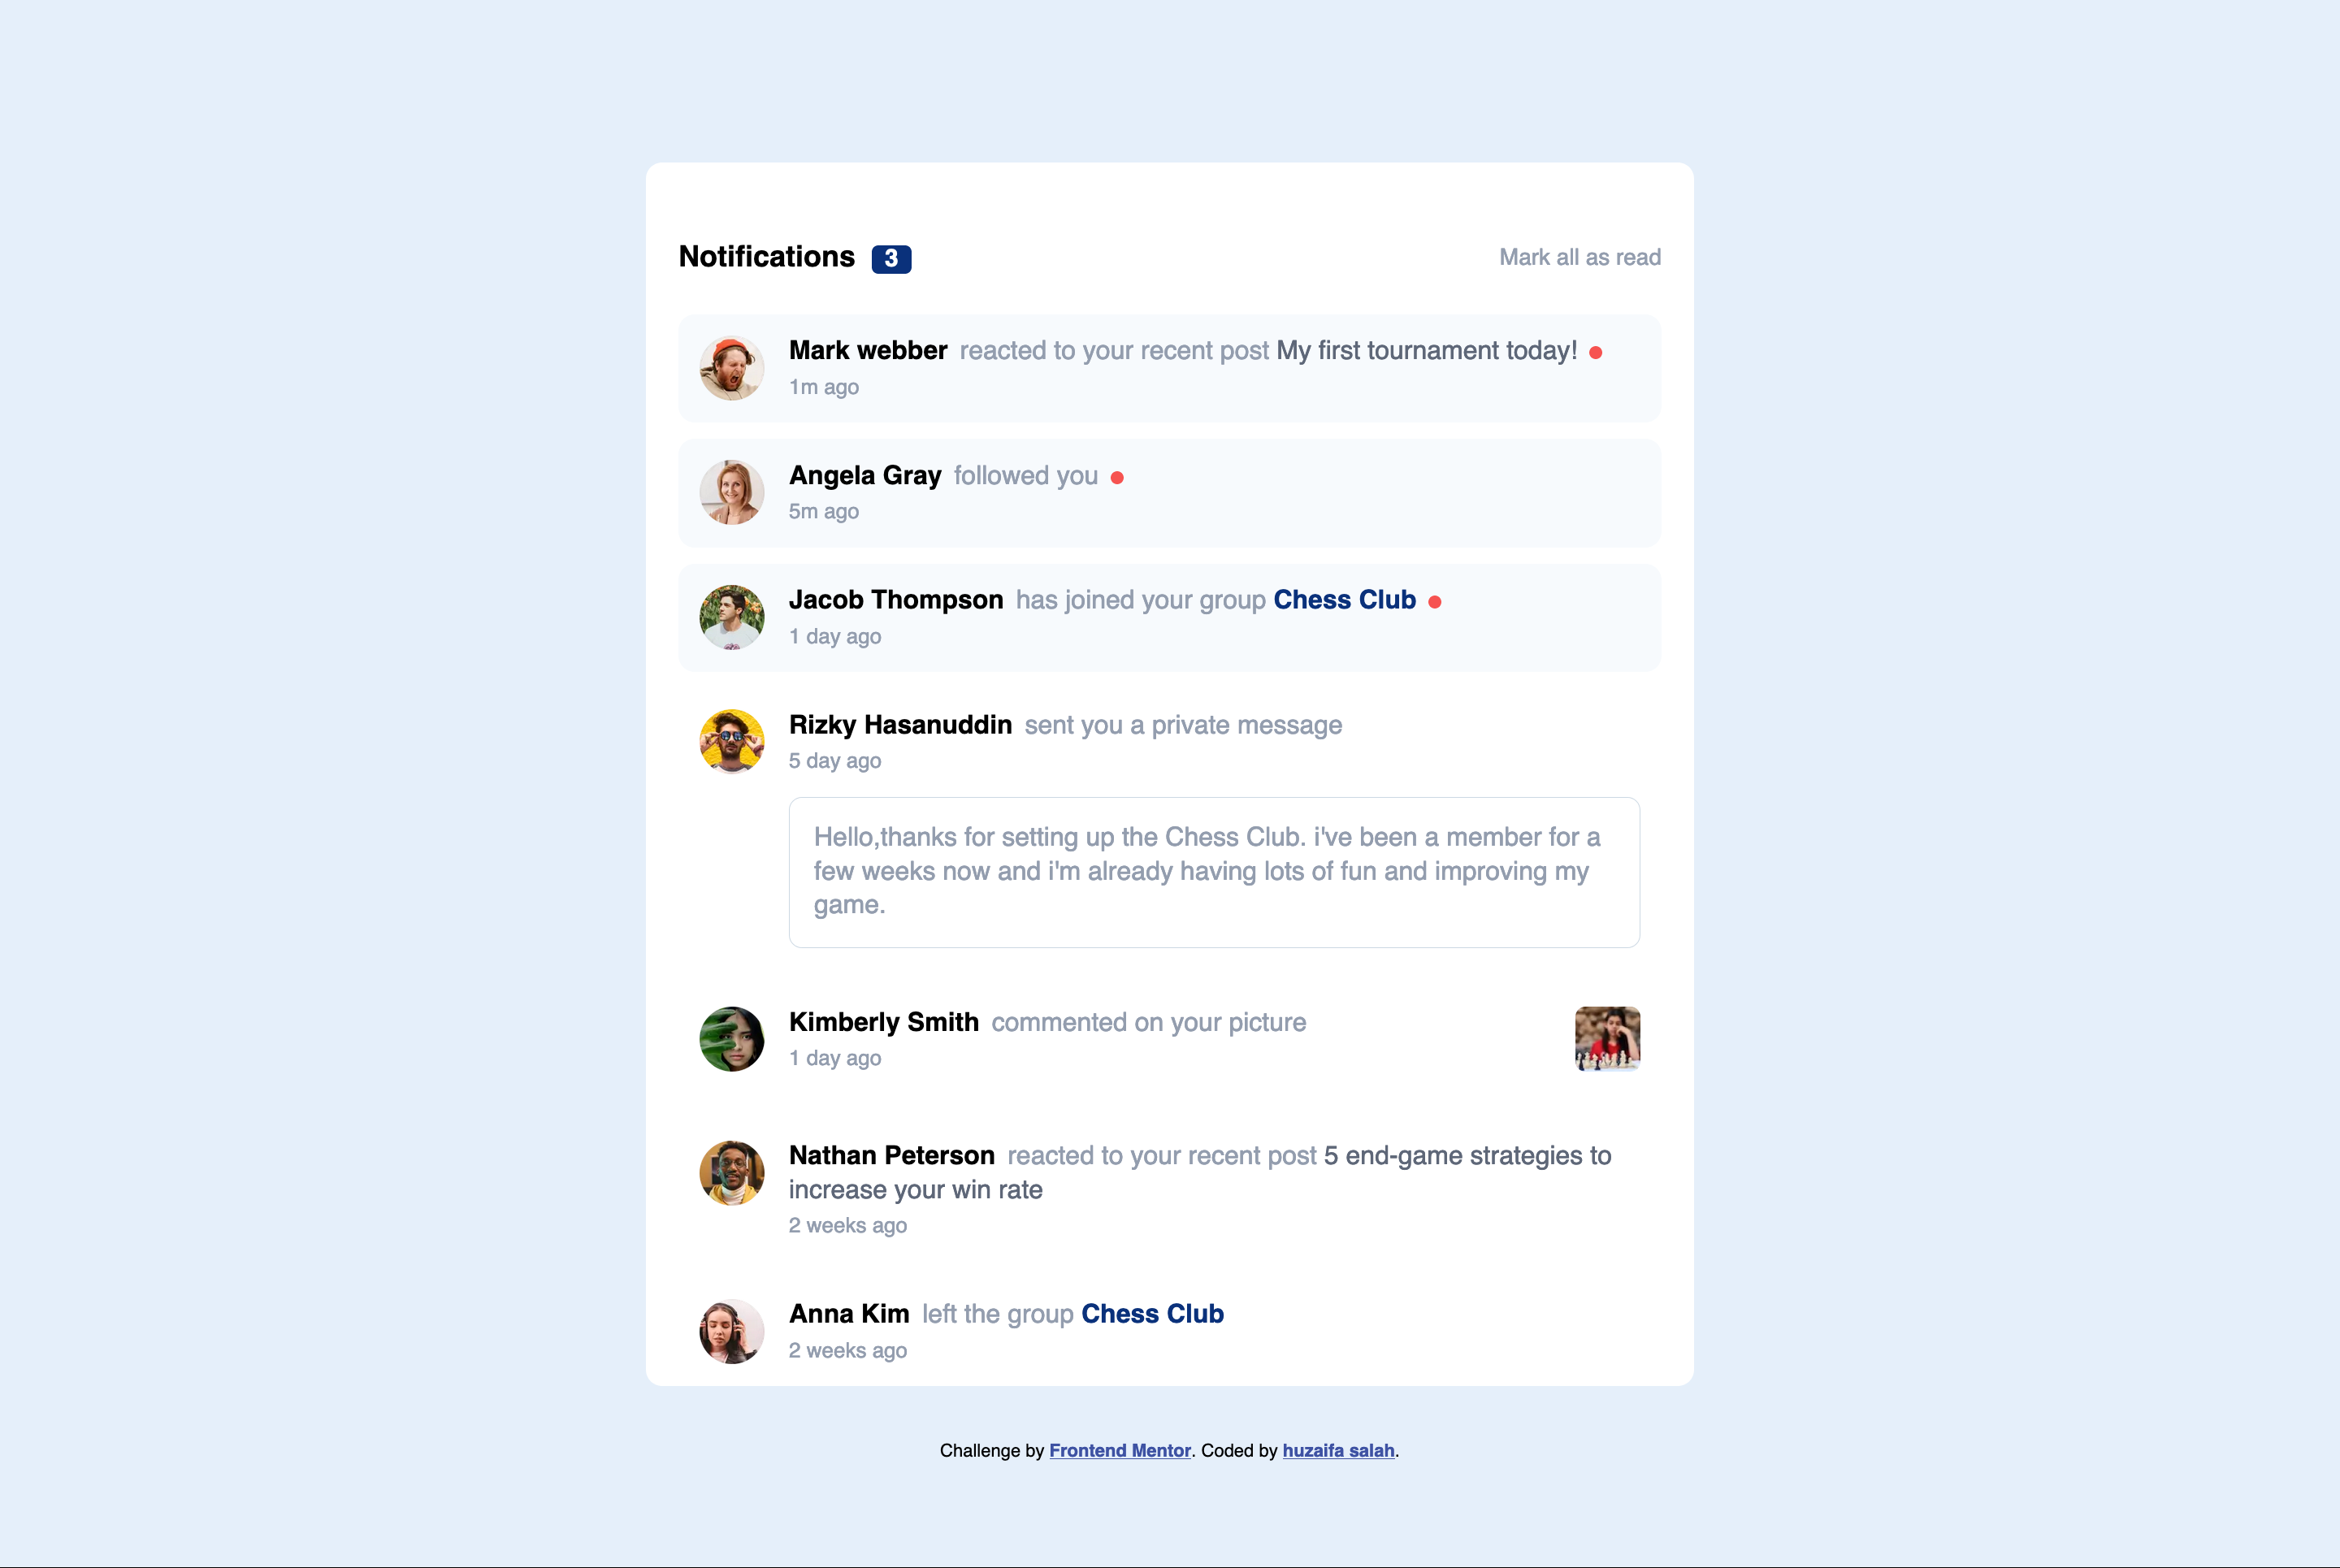 Notifications 3 Mark all as read
Mark webber reacted to your recent post My first tournament today!
1m ago
Angela Gray followed you
5m ago
Jacob Thompson has joined your group Chess Club
1 day ago
Rizky Hasanuddin sent you a private message
5 day ago
Hello,thanks for setting up the Chess Club. i've been a member for a
few weeks now and i'm already having lots of fun and improving my
game.
Kimberly Smith commented on your picture
1 day ago
Nathan Peterson reacted to your recent post 5 end-game strategies to
increase your win rate
2 weeks ago
Anna Kim left the group Chess Club
2 weeks ago
Challenge by Frontend Mentor. Coded by huzaifa salah.